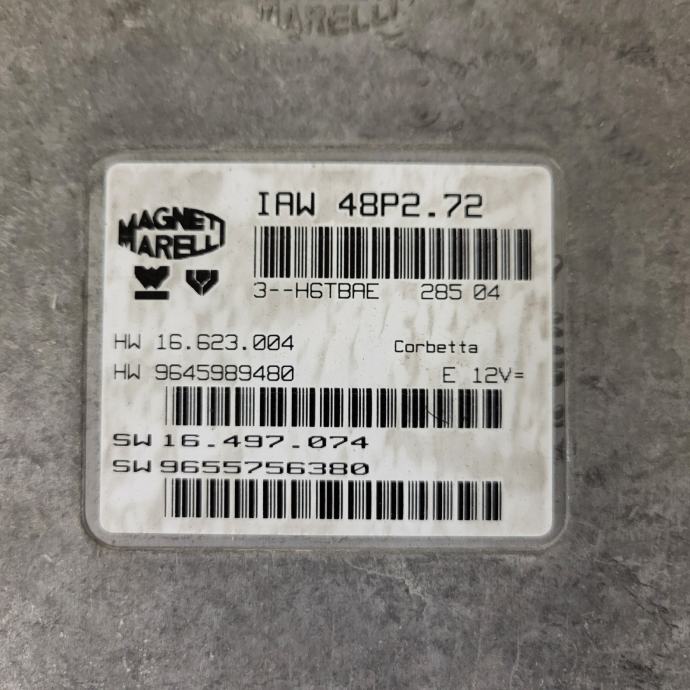 MARELLI
IAW 48P2.72
MAGNETI
MARELLI
3--H6TBAE 285 04
HW 16.623.004 Corbetta
HW 9645989480 E 12V=
SW 16.497.074
SW 9655756380